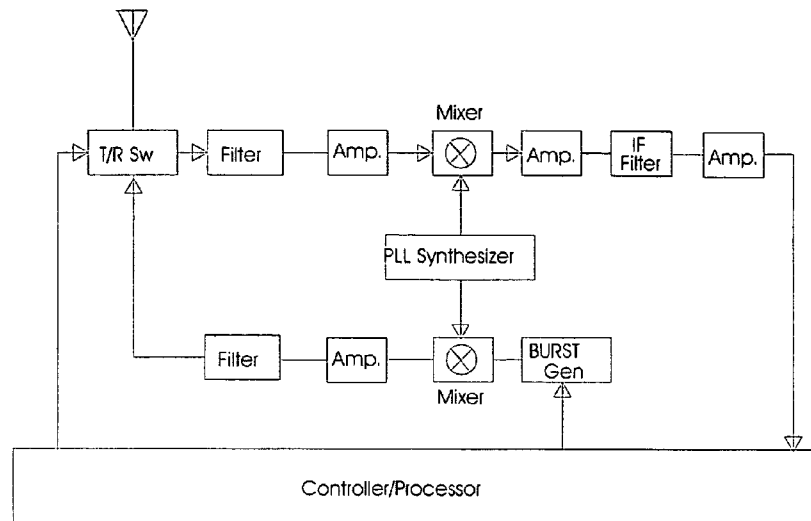 Mixer
T/R Sw
Filter
Amp.
Amp.
IF
Filter
Amp.
PLL Synthesizer
Filter
Amp.
BURST
Gen
Mixer
Controller/Processor